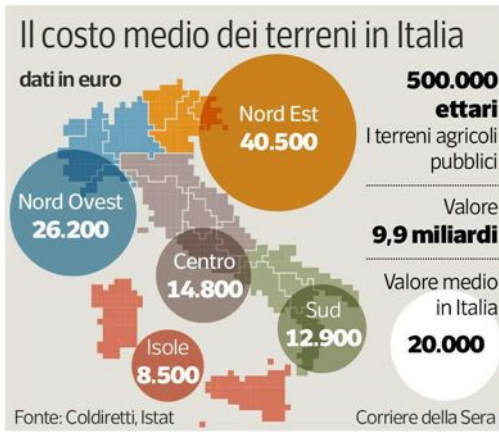 Il costo medio dei terreni in Italia
dati in euro
Nord Est
40.500
Nord Ovest
26.200
Centro
14.800
Sud
12.900
Isole
8.500
500.000
ettari
I terreni agricoli
pubblici
Valore
9,9 miliardi
Valore medio
in Italia
20.000
Fonte: Coldiretti, Istat
Corriere della Sera